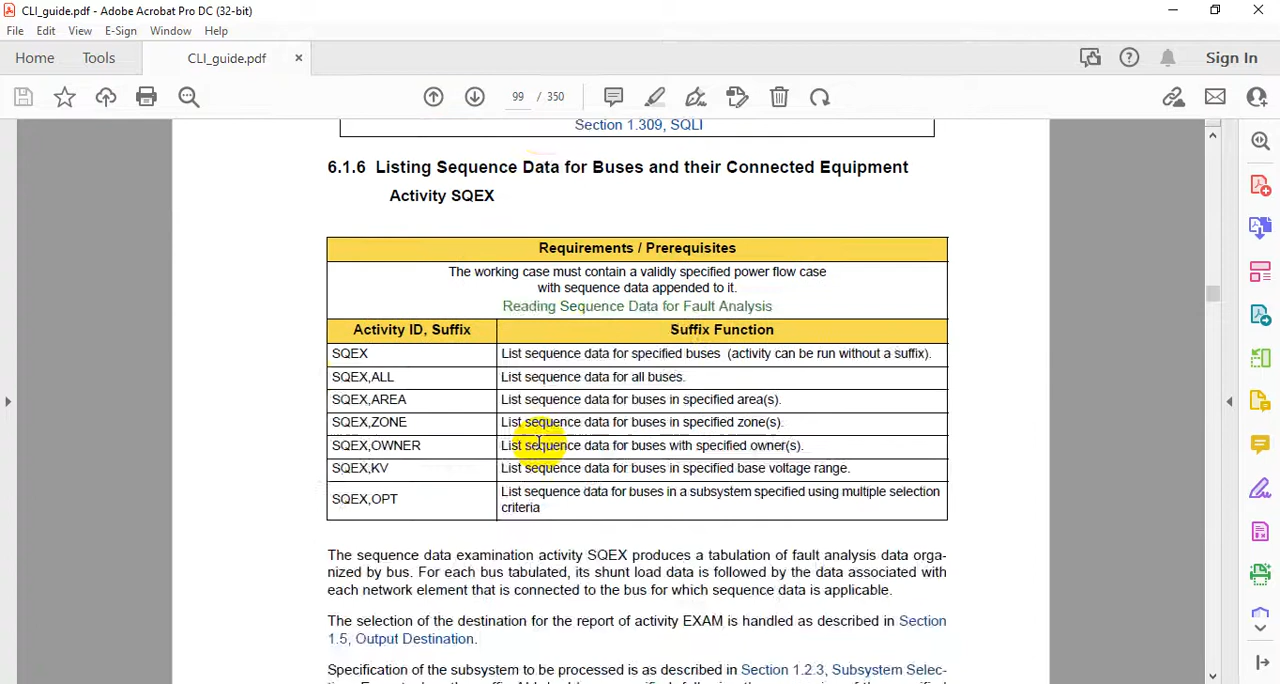 CLI_guide.pdf - Adobe Acrobat Pro DC (32-bit)
File Edit View E-Sign Window Help
Home Tools CLI_guide.pdf × Sign In
99 / 350
Section 1.309, SQLI
6.1.6 Listing Sequence Data for Buses and their Connected Equipment
Activity SQEX
Requirements / Prerequisites
The working case must contain a validly specified power flow case
with sequence data appended to it.
Reading Sequence Data for Fault Analysis
Activity ID, Suffix Suffix Function
SQEX List sequence data for specified buses (activity can be run without a suffix).
SQEX,ALL List sequence data for all buses.
SQEX,AREA List sequence data for buses in specified area(s).
SQEX,ZONE List sequence data for buses in specified zone(s).
SQEX,OWNER List sequence data for buses with specified owner(s).
SQEX,KV List sequence data for buses in specified base voltage range.
SQEX,OPT List sequence data for buses in a subsystem specified using multiple selection
criteria
The sequence data examination activity SQEX produces a tabulation of fault analysis data orga-
nized by bus. For each bus tabulated, its shunt load data is followed by the data associated with
each network element that is connected to the bus for which sequence data is applicable.
The selection of the destination for the report of activity EXAM is handled as described in Section
1.5, Output Destination.
Specification of the subsystem to be processed is as described in Section 1.2.3, Subsystem Selec-